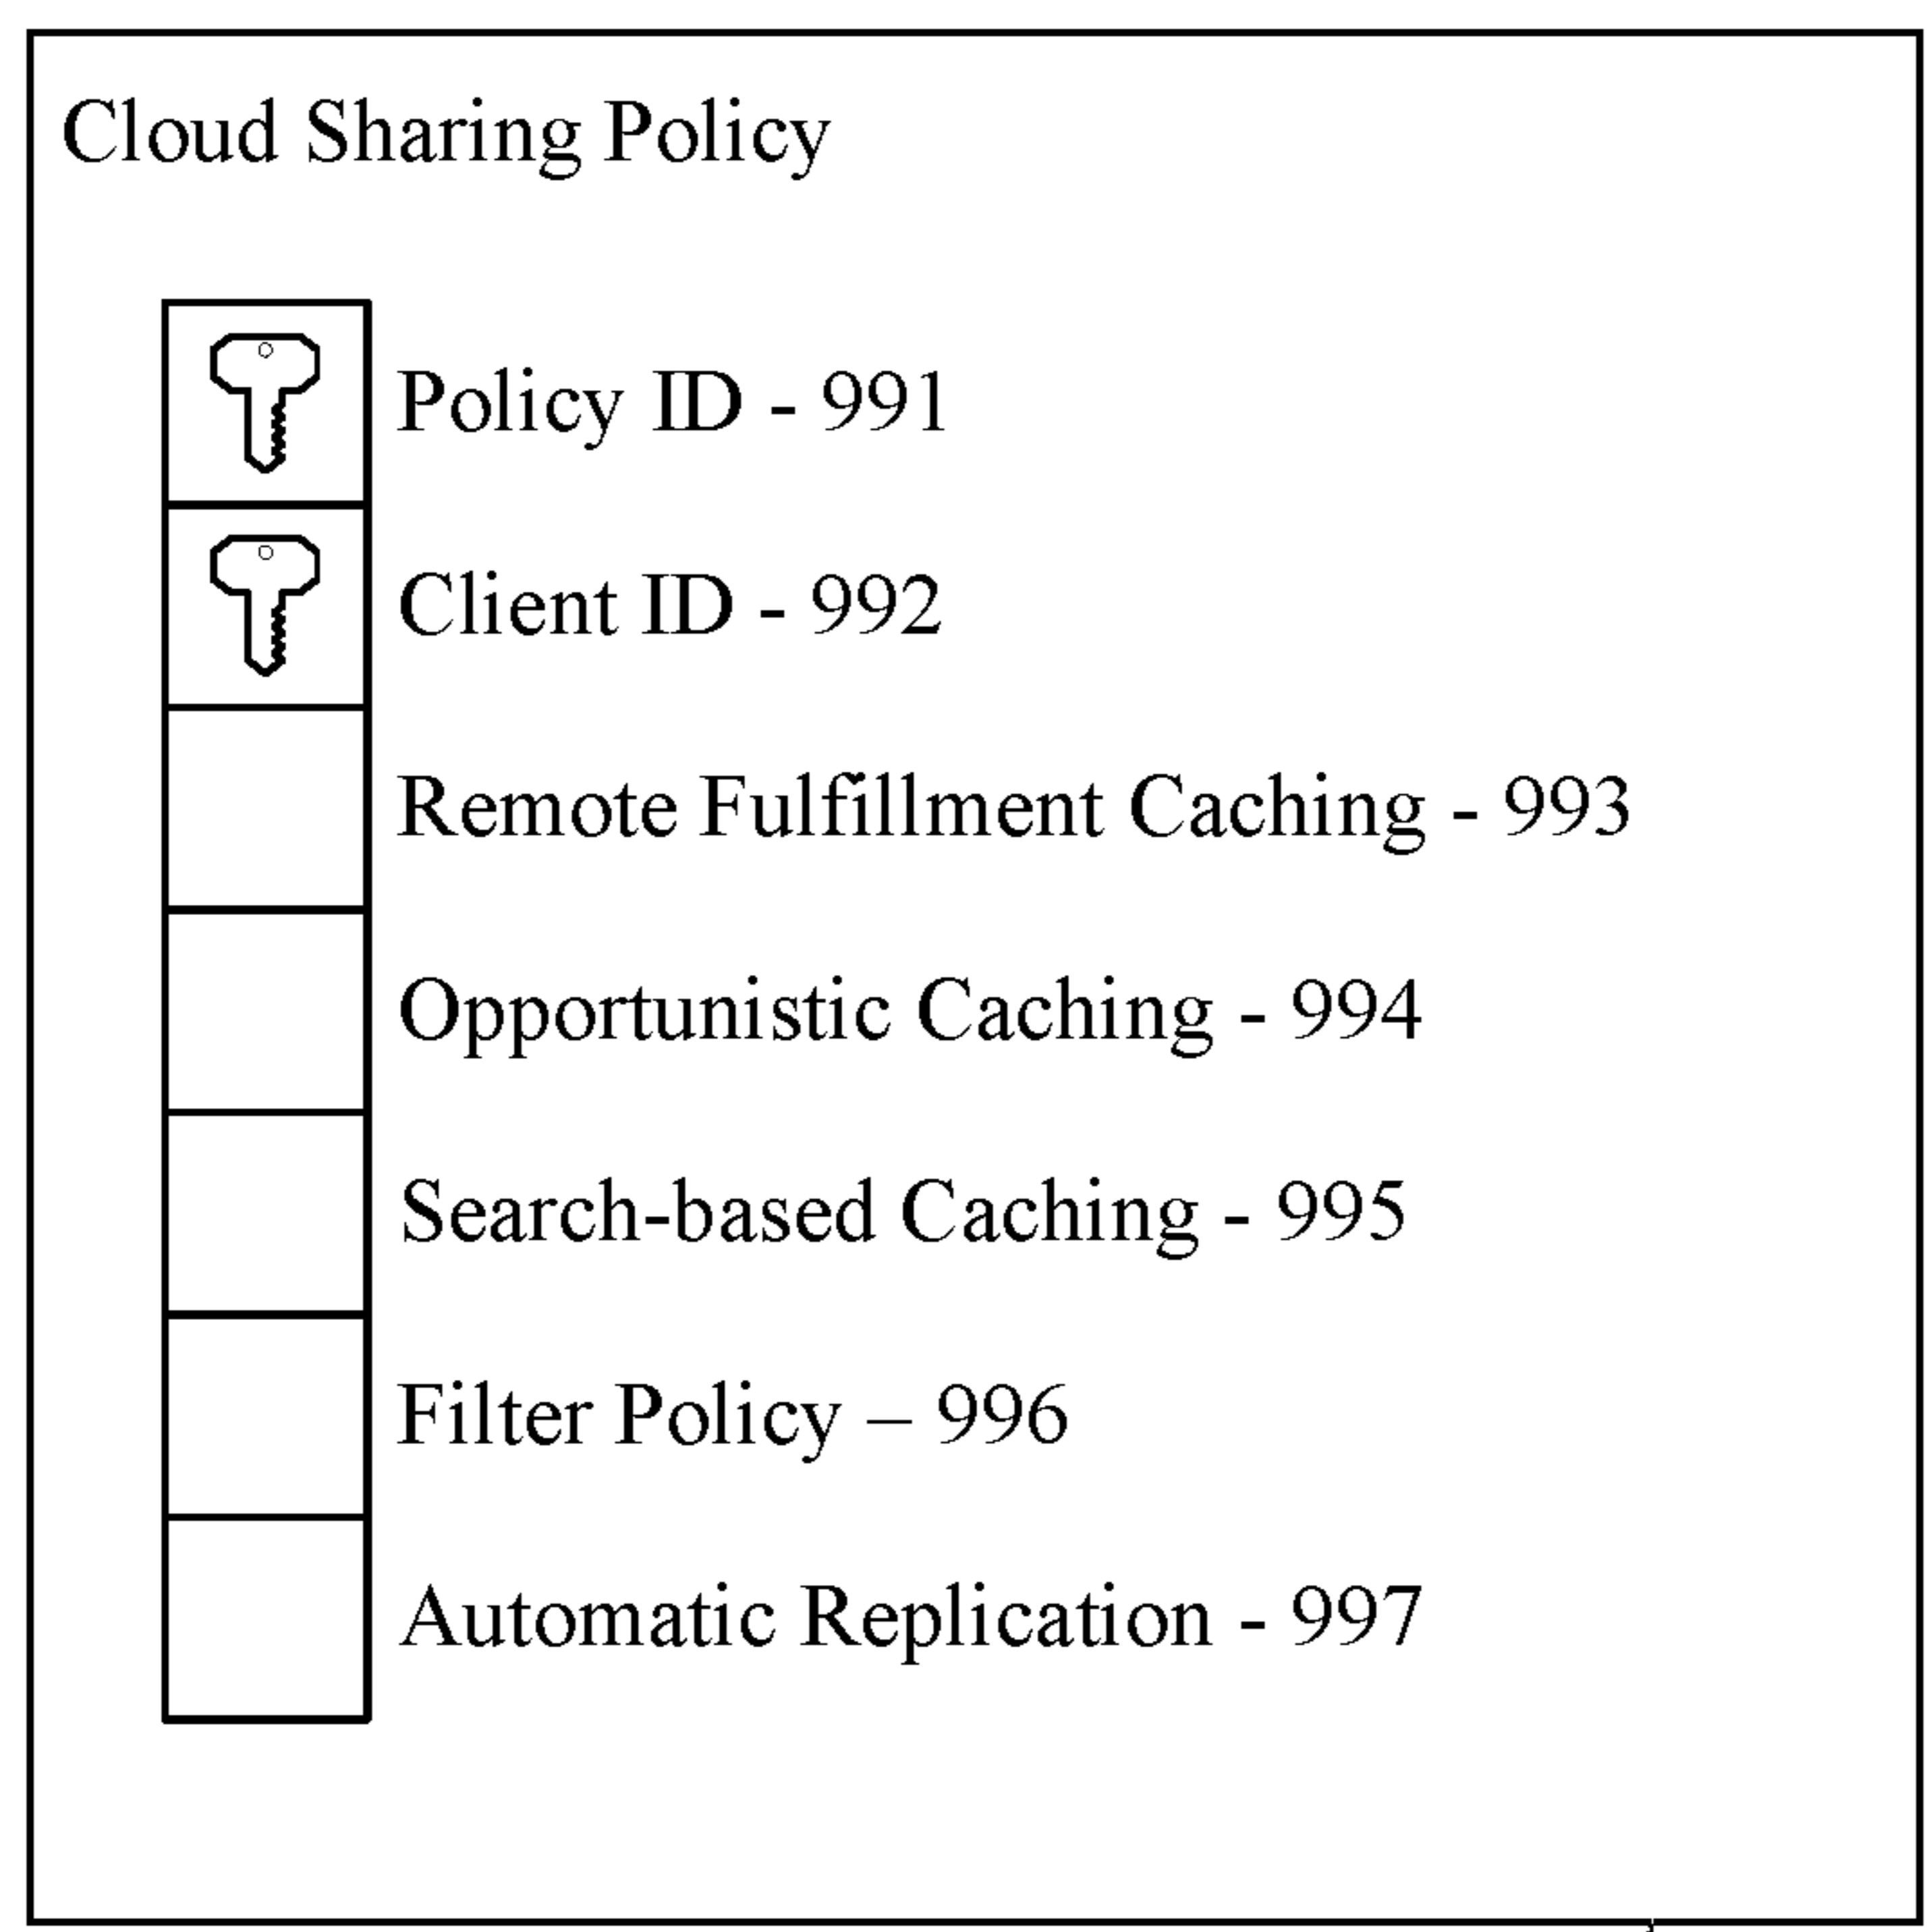 Cloud Sharing Policy
Policy ID - 991
Client ID - 992
Remote Fulfillment Caching - 993
Opportunistic Caching - 994
Search-based Caching - 995
Filter Policy – 996
Automatic Replication - 997